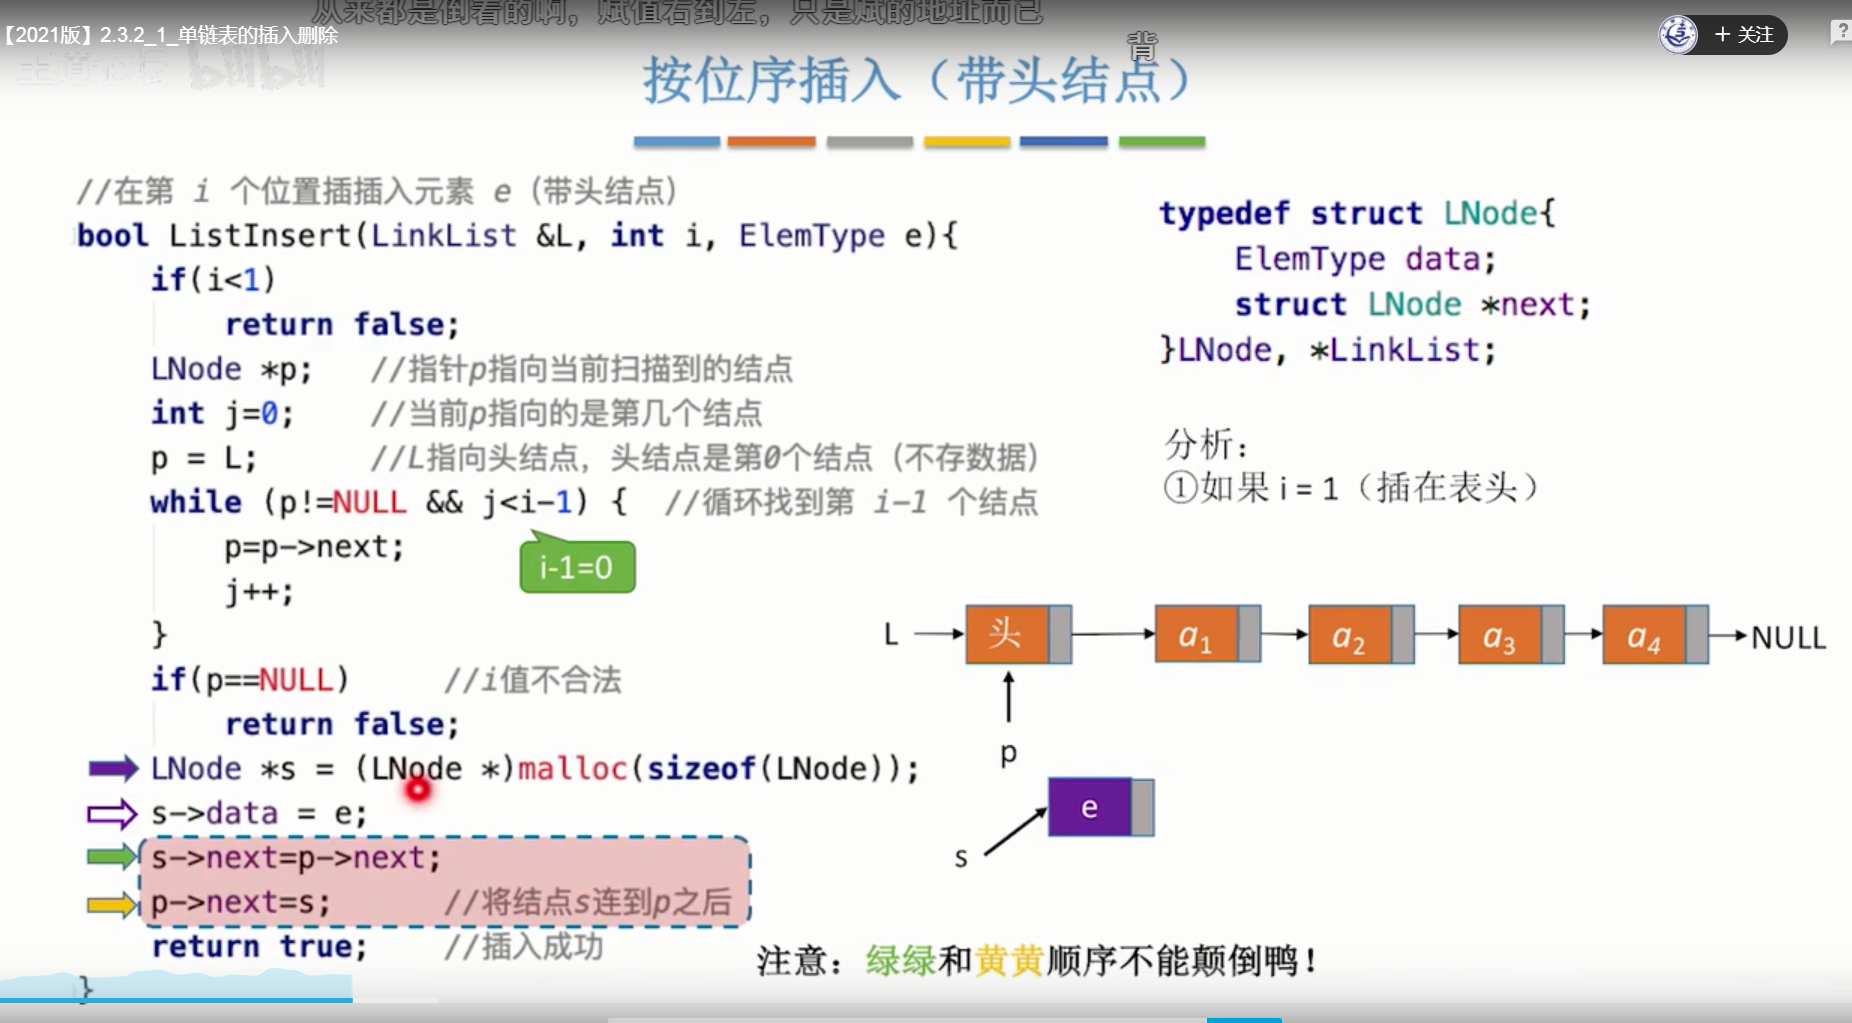 从来都是倒看的啊，赋值右到左，只是赋的地址而已
【2021版】2.3.2_1_单链表的插入删除
+ 关注
背
bilibili
按位序插入（带头结点）
//在第 i 个位置插插入元素 e（带头结点）
bool ListInsert(LinkList &L, int i, ElemType e){
if(i<1)
return false;
LNode *p; //指针p指向当前扫描到的结点
int j=0; //当前p指向的是第几个结点
p = L; //L指向头结点，头结点是第0个结点（不存数据）
while (p!=NULL && j<i-1) { //循环找到第 i-1 个结点
p=p->next;
i-1=0
j++;
}
if(p==NULL) //i值不合法
return false;
LNode *s = (LNode *)malloc(sizeof(LNode));
s->data = e;
s->next=p->next;
p->next=s; //将结点s连到p之后
return true; //插入成功
}
typedef struct LNode{
ElemType data;
struct LNode *next;
}LNode, *LinkList;
分析：
①如果 i = 1（插在表头）
L 头 a1 a2 a3 a4 NULL
p
e
s
注意：绿绿和黄黄顺序不能颠倒鸭！